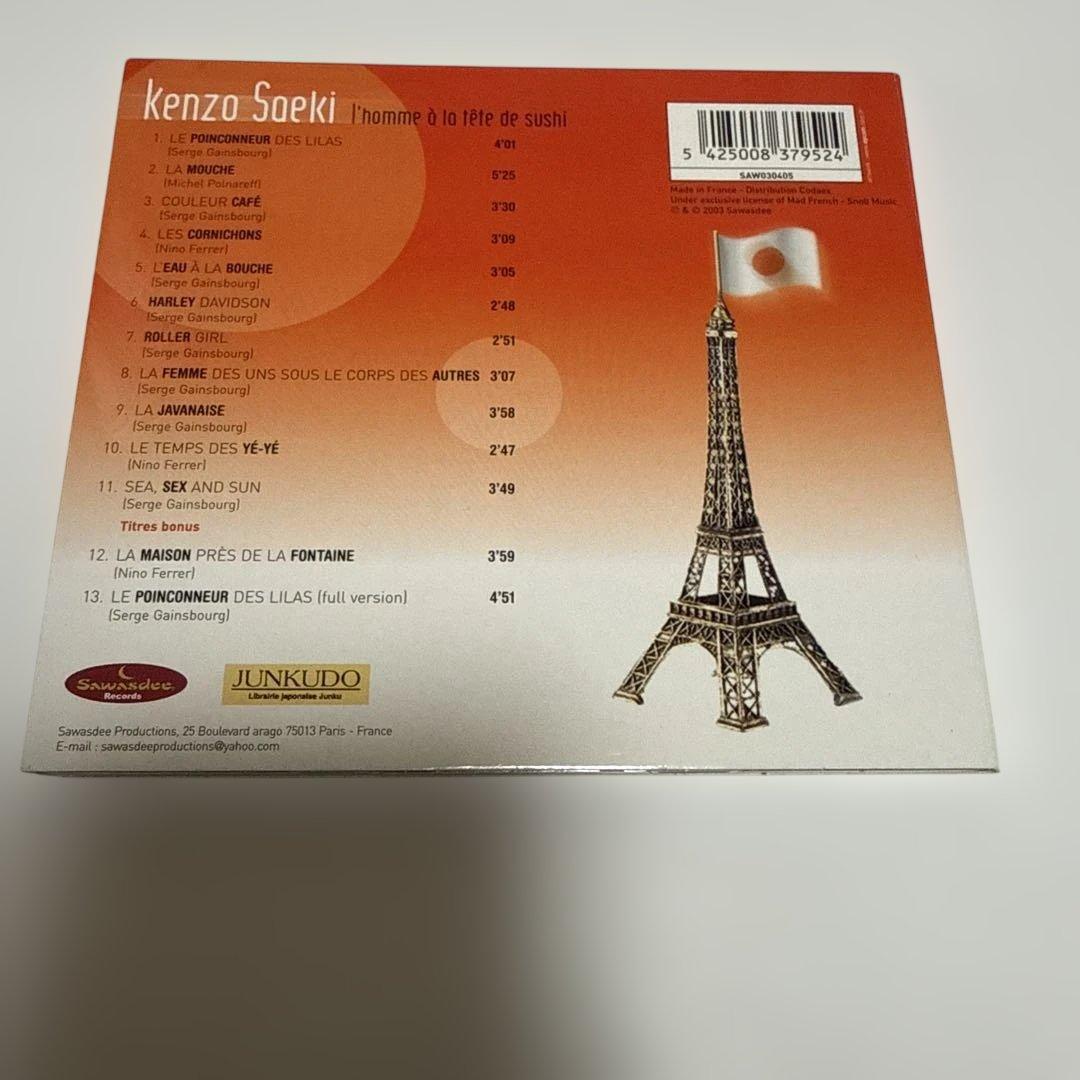 Kenzo Saeki l'homme à la tête de sushi
1. LE POINCONNEUR DES LILAS 4'01
(Serge Gainsbourg)
2. LA MOUCHE 5'25
(Michel Polnareff)
3. COULEUR CAFÉ 3'30
(Serge Gainsbourg)
4. LES CORNICHONS 3'09
(Nino Ferrer)
5. L'EAU À LA BOUCHE 3'05
(Serge Gainsbourg)
6. HARLEY DAVIDSON 2'48
(Serge Gainsbourg)
7. ROLLER GIRL 2'51
(Serge Gainsbourg)
8. LA FEMME DES UNS SOUS LE CORPS DES AUTRES 3'07
(Serge Gainsbourg)
9. LA JAVANAISE 3'58
(Serge Gainsbourg)
10. LE TEMPS DES YÉ-YÉ 2'47
(Nino Ferrer)
11. SEA, SEX AND SUN 3'49
(Serge Gainsbourg)
Titres bonus
12. LA MAISON PRÈS DE LA FONTAINE 3'59
(Nino Ferrer)
13. LE POINCONNEUR DES LILAS (full version) 4'51
(Serge Gainsbourg)
5 425008 379524
SAW030405
Made in France - Distribution Codaex
Under exclusive license of Mad French - Snob Music
℗ & © 2003 Sawasdee
Sawasdee
Records
JUNKUDO
Librairie japonaise Junku
Sawasdee Productions, 25 Boulevard arago 75013 Paris - France
E-mail : sawasdeeproductions@yahoo.com